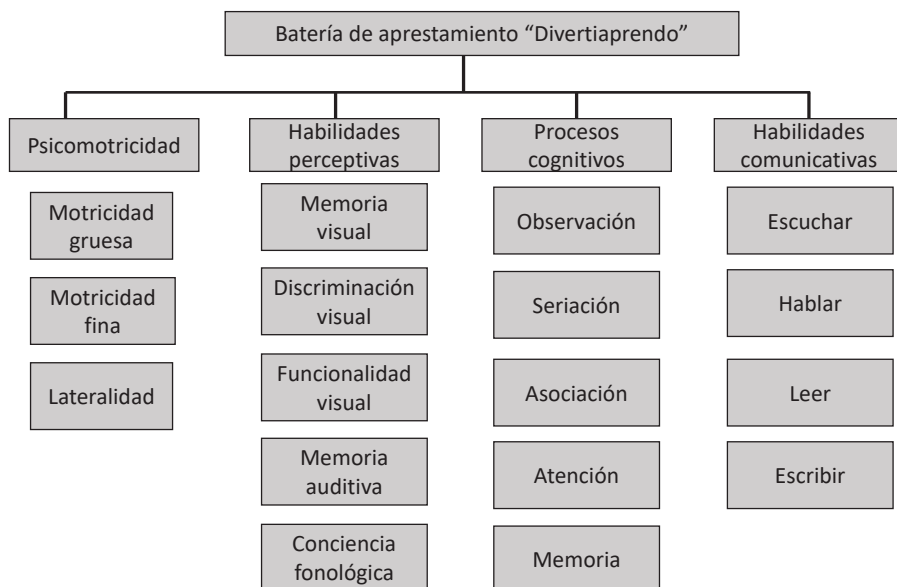 Batería de aprestamiento “Divertiaprendo”
Psicomotricidad
Motricidad
gruesa
Motricidad
fina
Lateralidad
Habilidades
perceptivas
Memoria
visual
Discriminación
visual
Funcionalidad
visual
Memoria
auditiva
Conciencia
fonológica
Procesos
cognitivos
Observación
Seriación
Asociación
Atención
Memoria
Habilidades
comunicativas
Escuchar
Hablar
Leer
Escribir